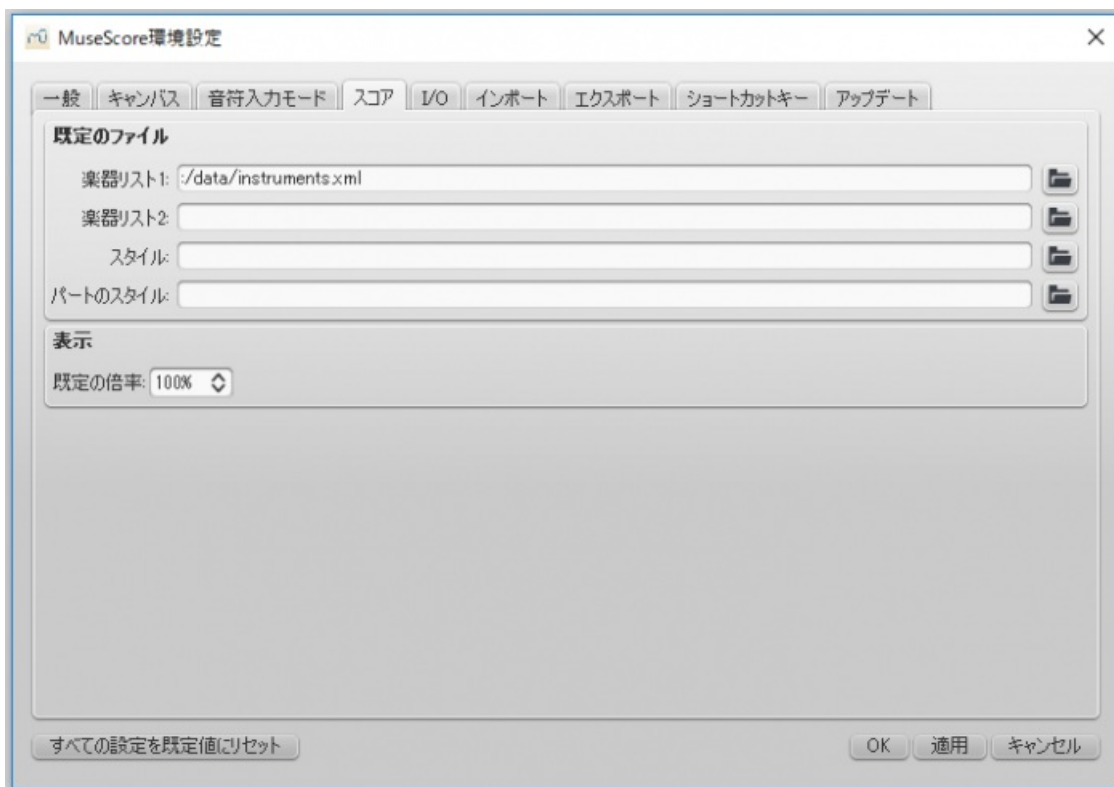 MuseScore環境設定
一般 キャンバス 音符入力モード スコア I/O インポート エクスポート ショートカットキー アップデート
既定のファイル
楽器リスト1: :/data/instruments.xml
楽器リスト2:
スタイル:
パートのスタイル:
表示
既定の倍率: 100%
すべての設定を既定値にリセット OK 適用 キャンセル